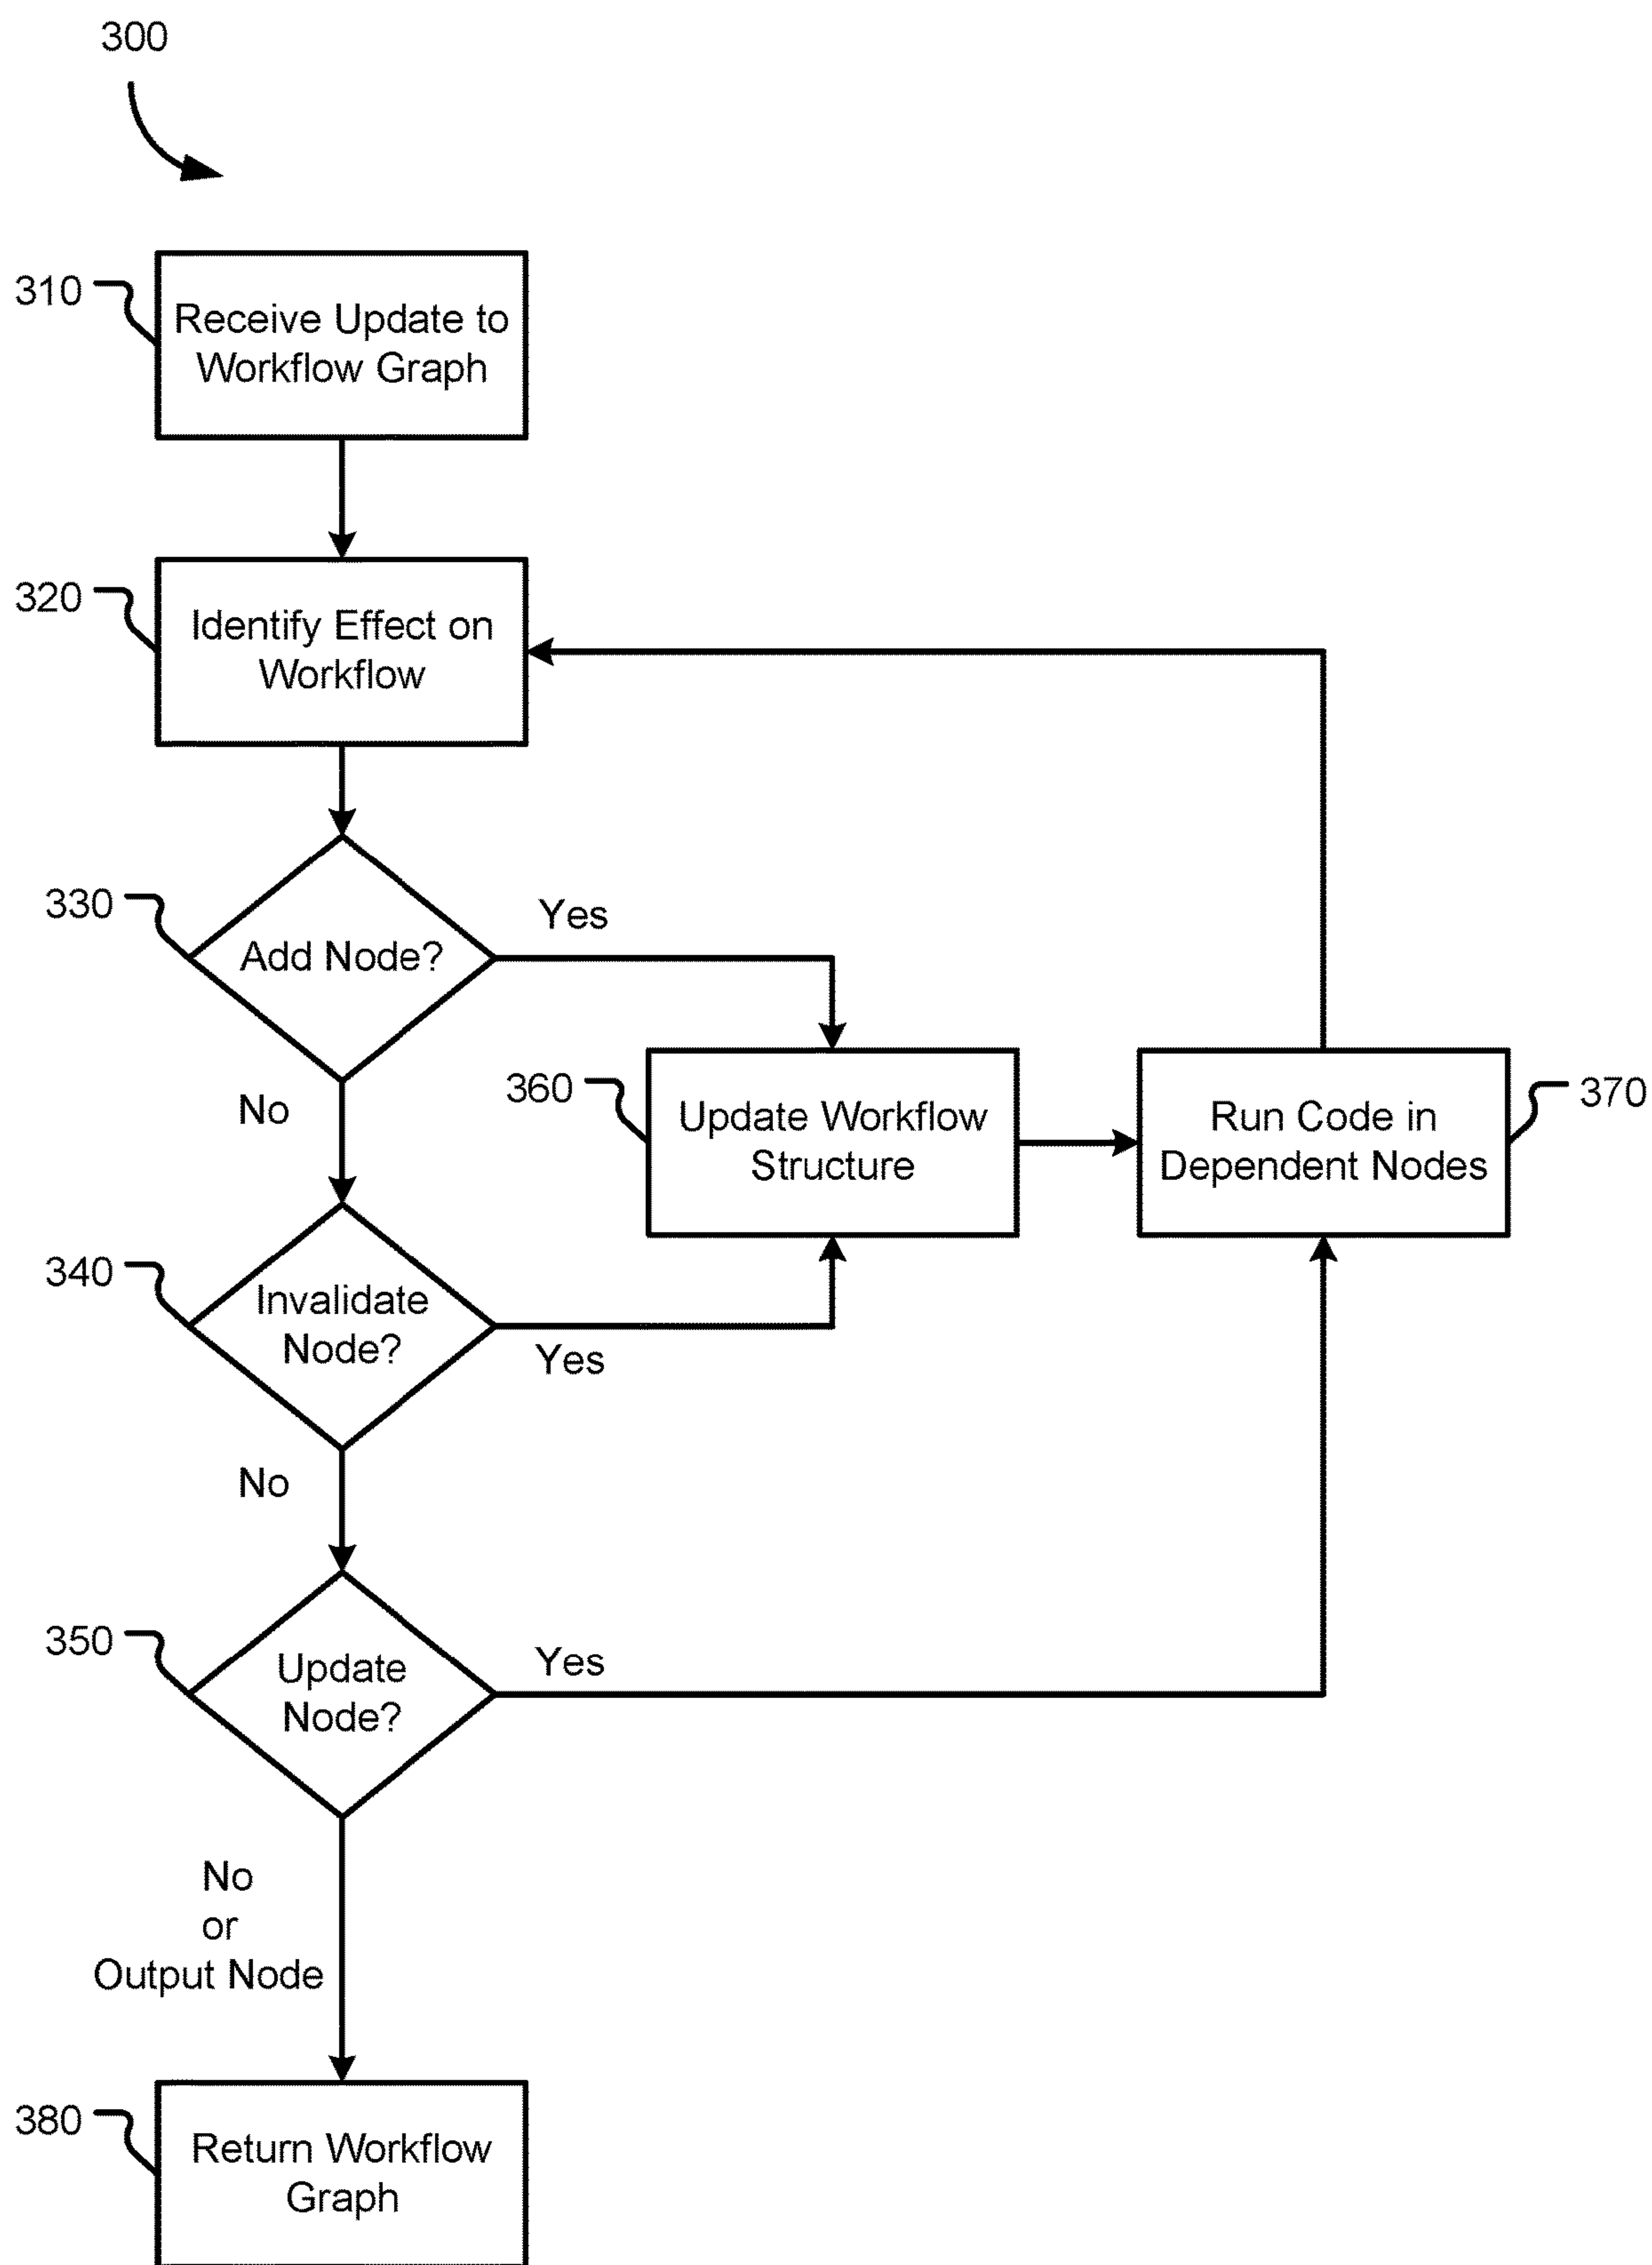 300
310
Receive Update to
Workflow Graph
320
Identify Effect on
Workflow
330
Add Node?
Yes
No
360
Update Workflow
Structure
370
Run Code in
Dependent Nodes
340
Invalidate
Node?
Yes
No
350
Update
Node?
Yes
No
or
Output Node
380
Return Workflow
Graph